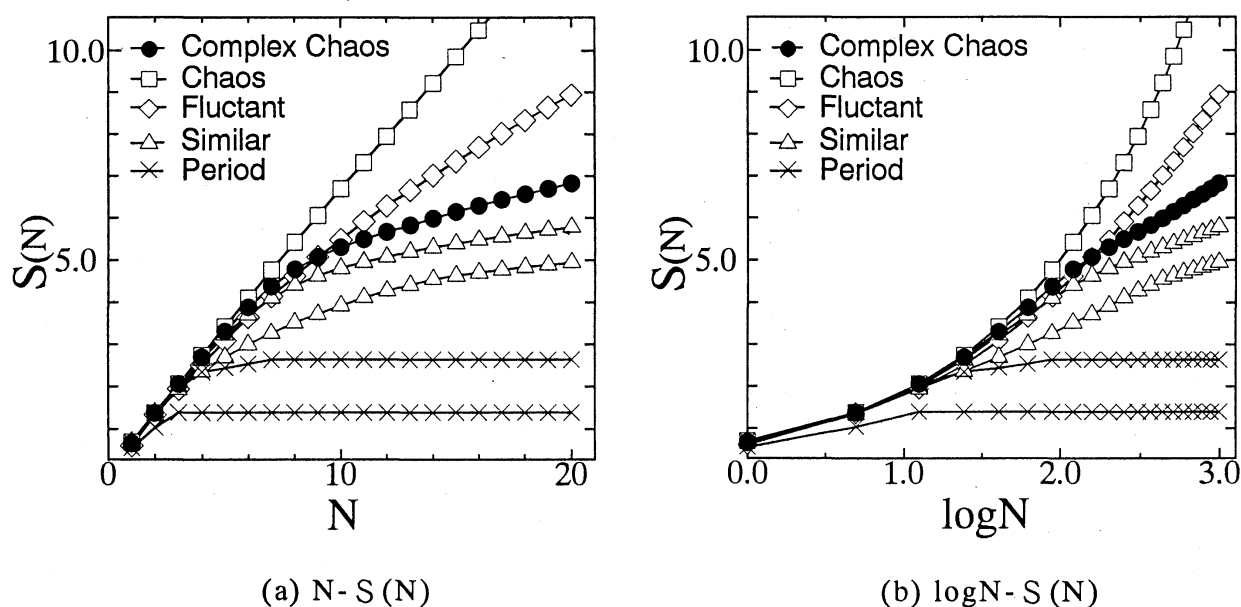 10.0
Complex Chaos
Chaos
Fluctant
Similar
Period
5.0
S(N)
10
20
N
(a) N-S(N)
10.0
Complex Chaos
Chaos
Fluctant
Similar
Period
5.0
S(N)
0.0
1.0
2.0
3.0
logN
(b) logN-S(N)